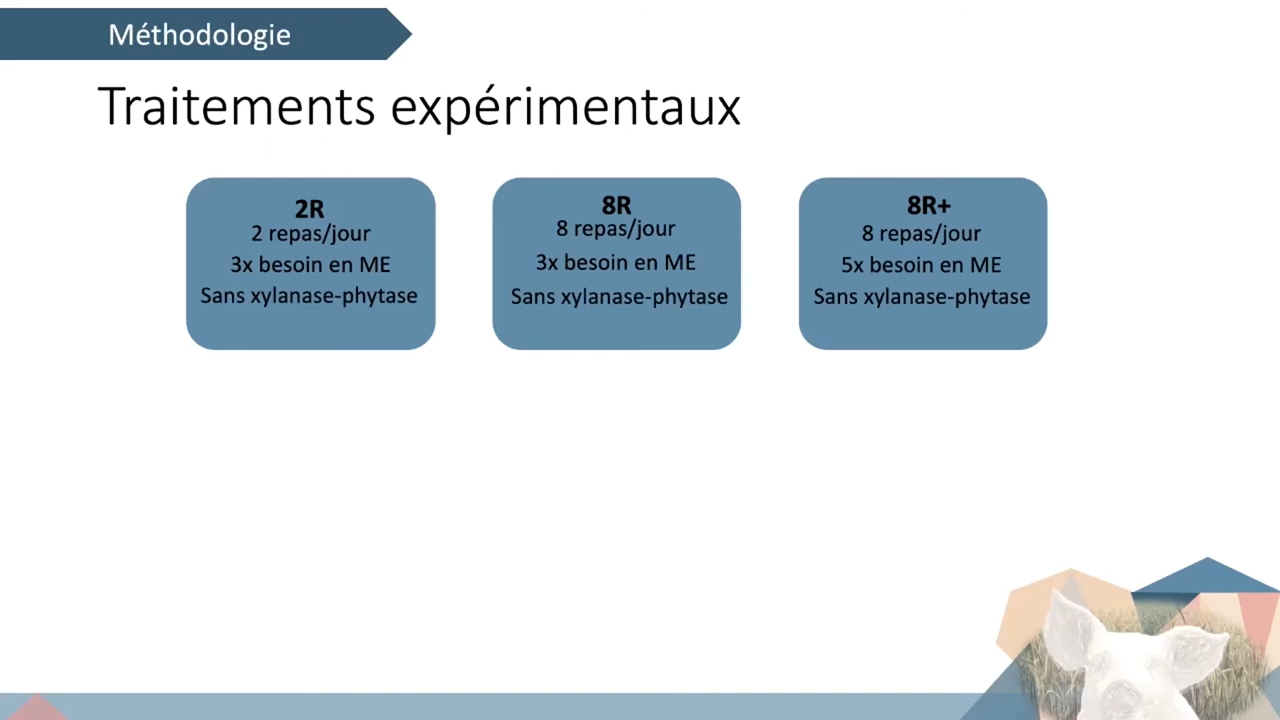 Méthodologie
Traitements expérimentaux
2R
2 repas/jour
3x besoin en ME
Sans xylanase-phytase
8R
8 repas/jour
3x besoin en ME
Sans xylanase-phytase
8R+
8 repas/jour
5x besoin en ME
Sans xylanase-phytase